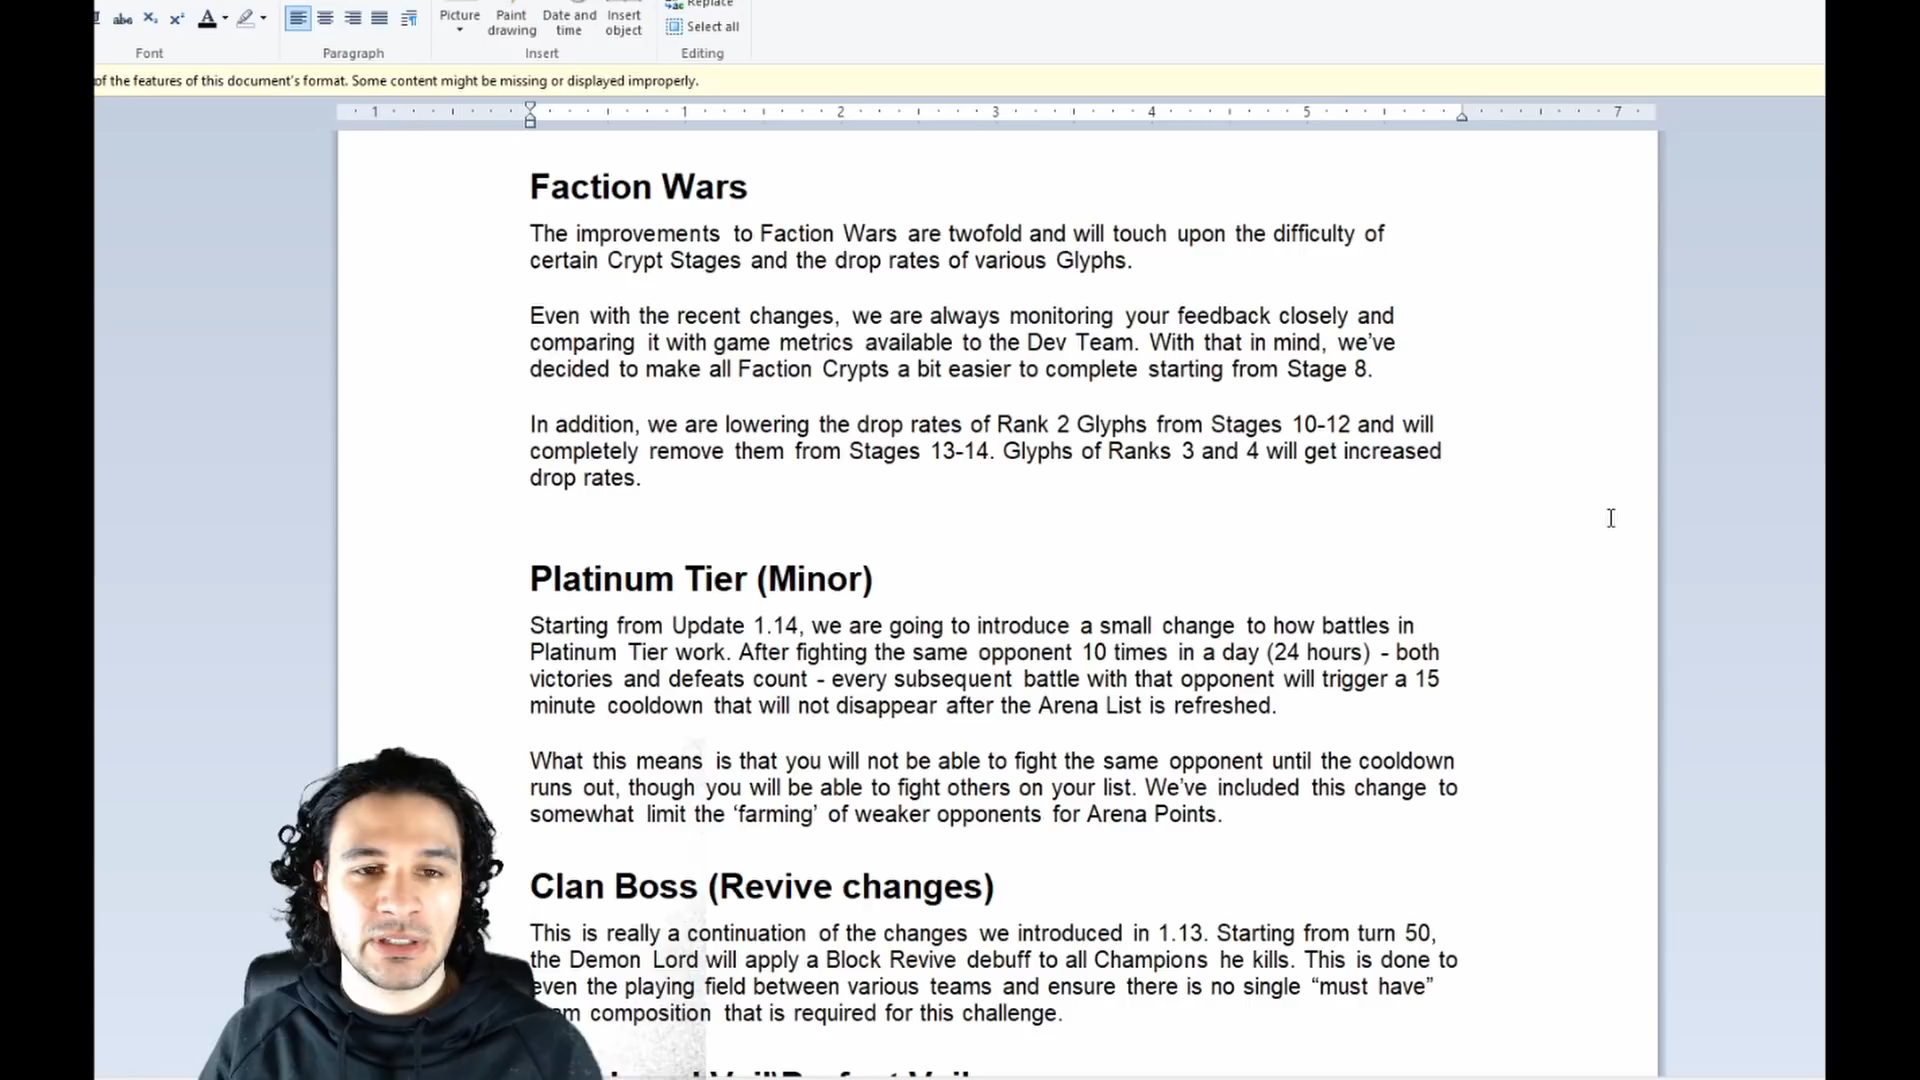 Replace
abc X₂ X² A
Picture Paint drawing Date and time Insert object
Select all
Font Paragraph Insert Editing
of the features of this document's format. Some content might be missing or displayed improperly.
1 1 2 3 4 5 7
Faction Wars
The improvements to Faction Wars are twofold and will touch upon the difficulty of
certain Crypt Stages and the drop rates of various Glyphs.
Even with the recent changes, we are always monitoring your feedback closely and
comparing it with game metrics available to the Dev Team. With that in mind, we’ve
decided to make all Faction Crypts a bit easier to complete starting from Stage 8.
In addition, we are lowering the drop rates of Rank 2 Glyphs from Stages 10-12 and will
completely remove them from Stages 13-14. Glyphs of Ranks 3 and 4 will get increased
drop rates.
Platinum Tier (Minor)
Starting from Update 1.14, we are going to introduce a small change to how battles in
Platinum Tier work. After fighting the same opponent 10 times in a day (24 hours) - both
victories and defeats count - every subsequent battle with that opponent will trigger a 15
minute cooldown that will not disappear after the Arena List is refreshed.
What this means is that you will not be able to fight the same opponent until the cooldown
runs out, though you will be able to fight others on your list. We’ve included this change to
somewhat limit the ‘farming’ of weaker opponents for Arena Points.
Clan Boss (Revive changes)
This is really a continuation of the changes we introduced in 1.13. Starting from turn 50,
the Demon Lord will apply a Block Revive debuff to all Champions he kills. This is done to
even the playing field between various teams and ensure there is no single “must have”
composition that is required for this challenge.